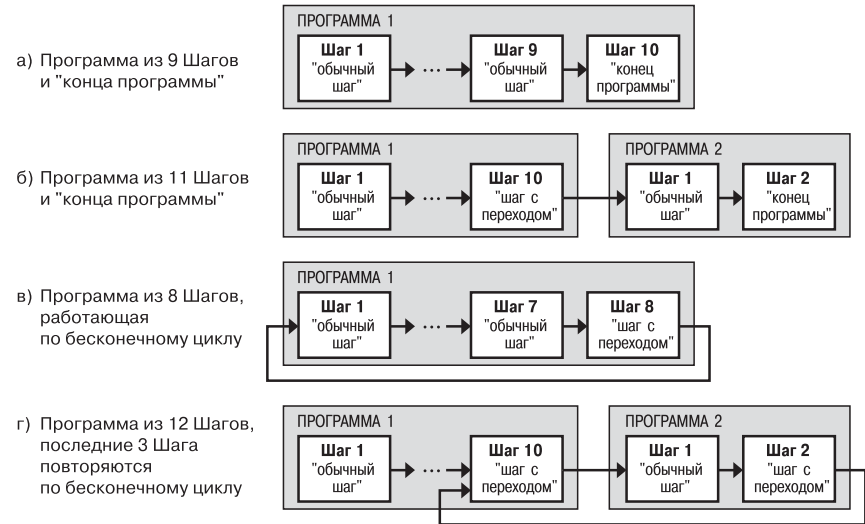 ПРОГРАММА 1
а) Программа из 9 Шагов
и "конца программы"
Шаг 1
"обычный
шаг"
...
Шаг 9
"обычный
шаг"
Шаг 10
"конец
программы"
ПРОГРАММА 1
ПРОГРАММА 2
б) Программа из 11 Шагов
и "конца программы"
Шаг 1
"обычный
шаг"
...
Шаг 10
"шаг с
переходом"
Шаг 1
"обычный
шаг"
Шаг 2
"конец
программы"
ПРОГРАММА 1
в) Программа из 8 Шагов,
работающая
по бесконечному циклу
Шаг 1
"обычный
шаг"
...
Шаг 7
"обычный
шаг"
Шаг 8
"шаг с
переходом"
ПРОГРАММА 1
ПРОГРАММА 2
г) Программа из 12 Шагов,
последние 3 Шага
повторяются
по бесконечному циклу
Шаг 1
"обычный
шаг"
...
Шаг 10
"шаг с
переходом"
Шаг 1
"обычный
шаг"
Шаг 2
"шаг с
переходом"